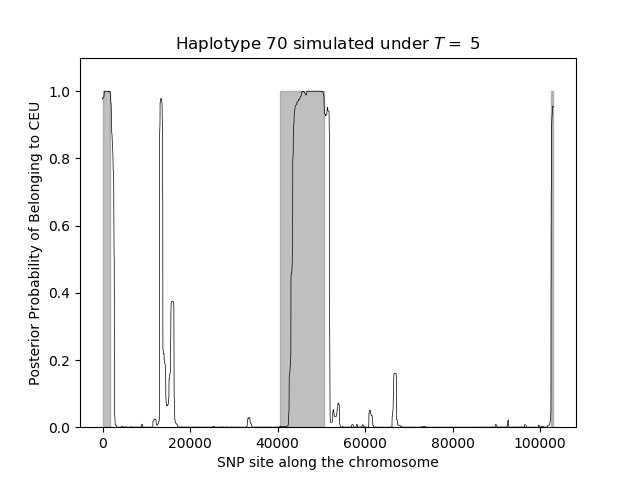 Haplotype 70 simulated under T = 5
Posterior Probability of Belonging to CEU
1.0
0.8
0.6
0.4
0.2
0.0
0 20000 40000 60000 80000 100000
SNP site along the chromosome